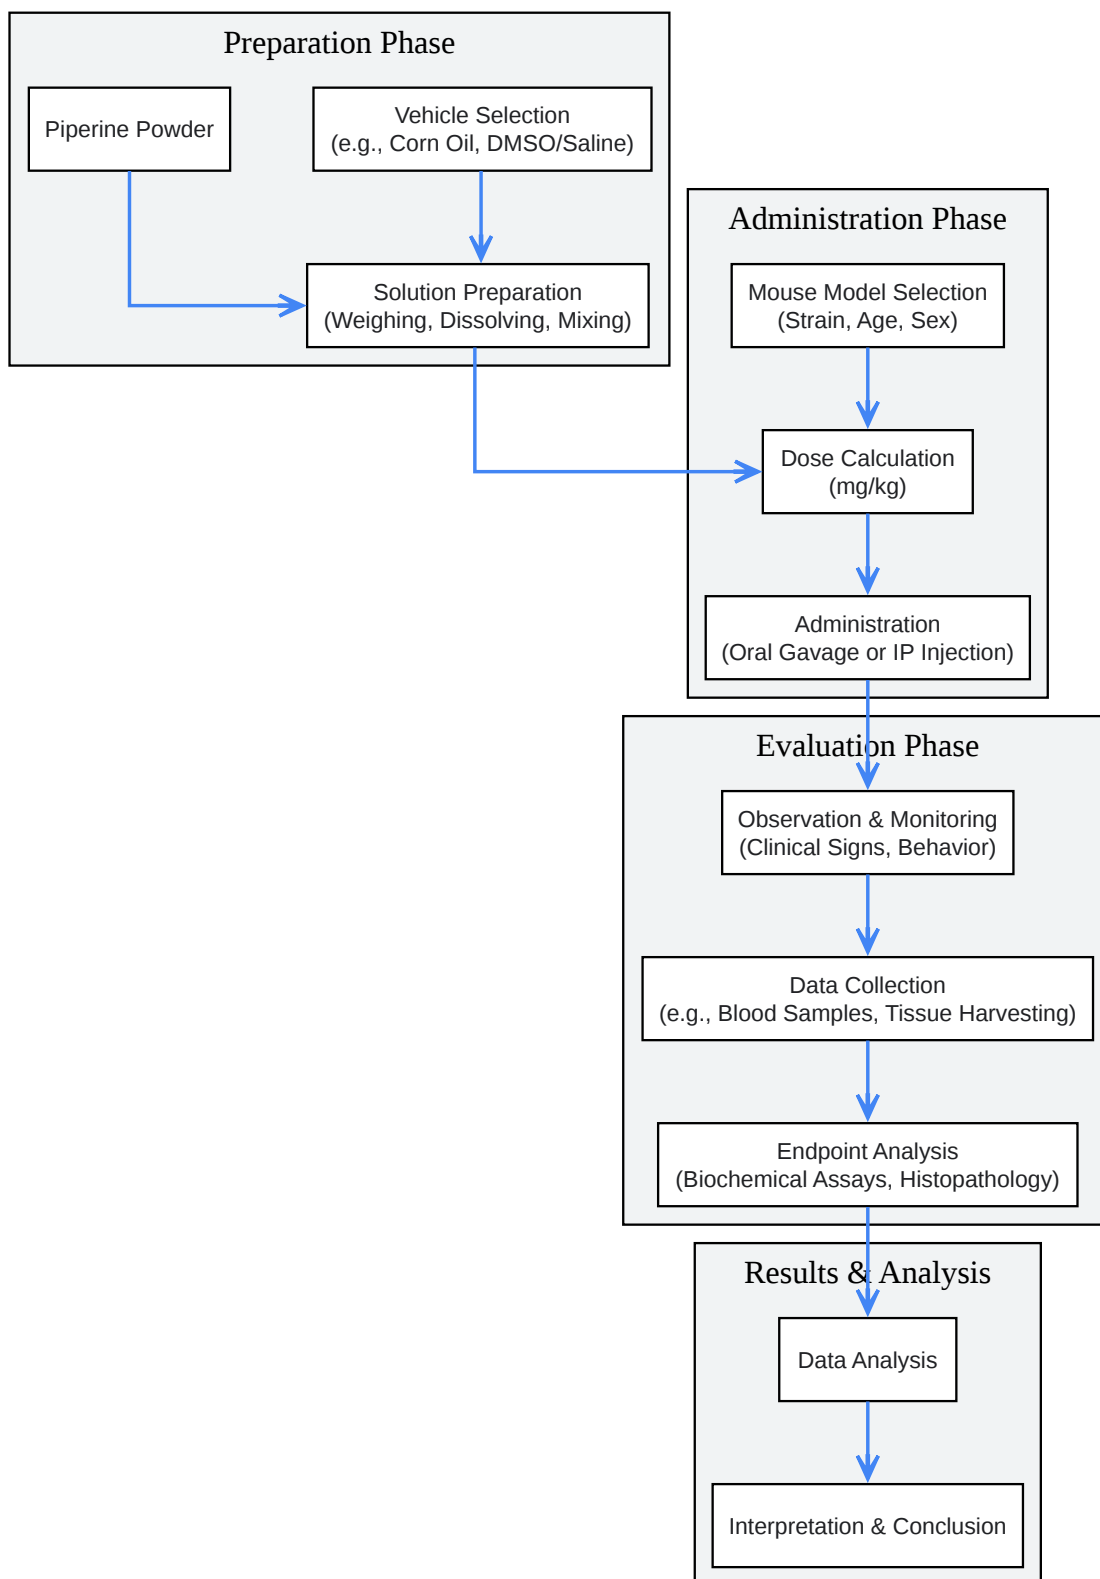 Preparation Phase
Piperine Powder
Vehicle Selection
(e.g., Corn Oil, DMSO/Saline)
Solution Preparation
(Weighing, Dissolving, Mixing)
Administration Phase
Mouse Model Selection
(Strain, Age, Sex)
Dose Calculation
(mg/kg)
Administration
(Oral Gavage or IP Injection)
Evaluation Phase
Observation & Monitoring
(Clinical Signs, Behavior)
Data Collection
(e.g., Blood Samples, Tissue Harvesting)
Endpoint Analysis
(Biochemical Assays, Histopathology)
Results & Analysis
Data Analysis
Interpretation & Conclusion